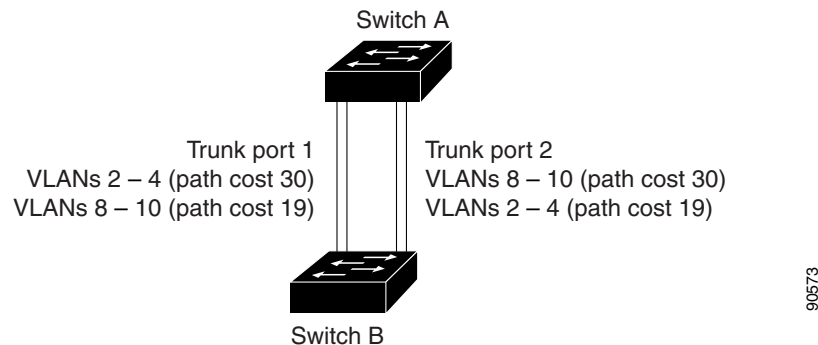 Switch A
Trunk port 1
VLANs 2 – 4 (path cost 30)
VLANs 8 – 10 (path cost 19)
Trunk port 2
VLANs 8 – 10 (path cost 30)
VLANs 2 – 4 (path cost 19)
90573
Switch B